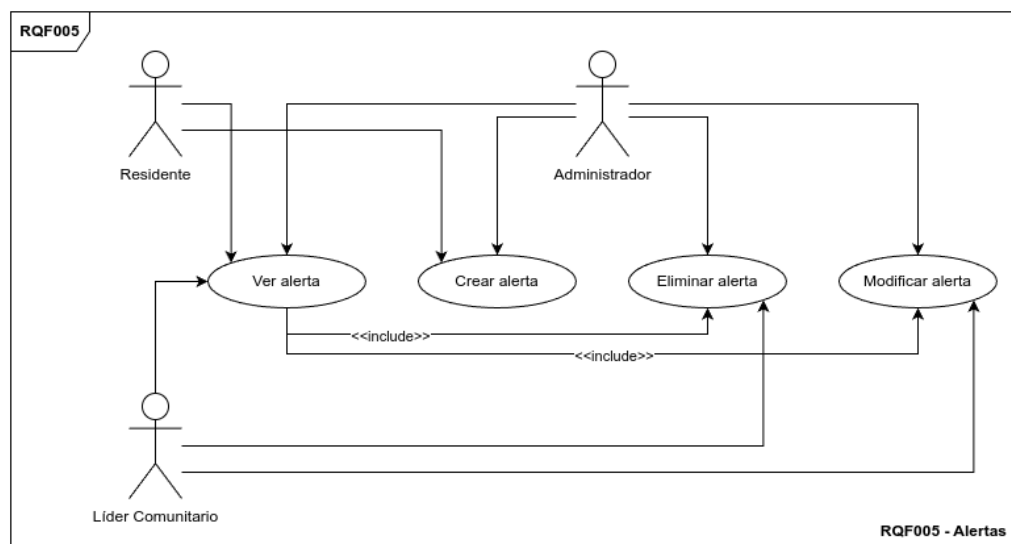 RQF005
Residente
Administrador
Ver alerta
Crear alerta
Eliminar alerta
Modificar alerta
<<include>>
<<include>>
Líder Comunitario
RQF005 - Alertas